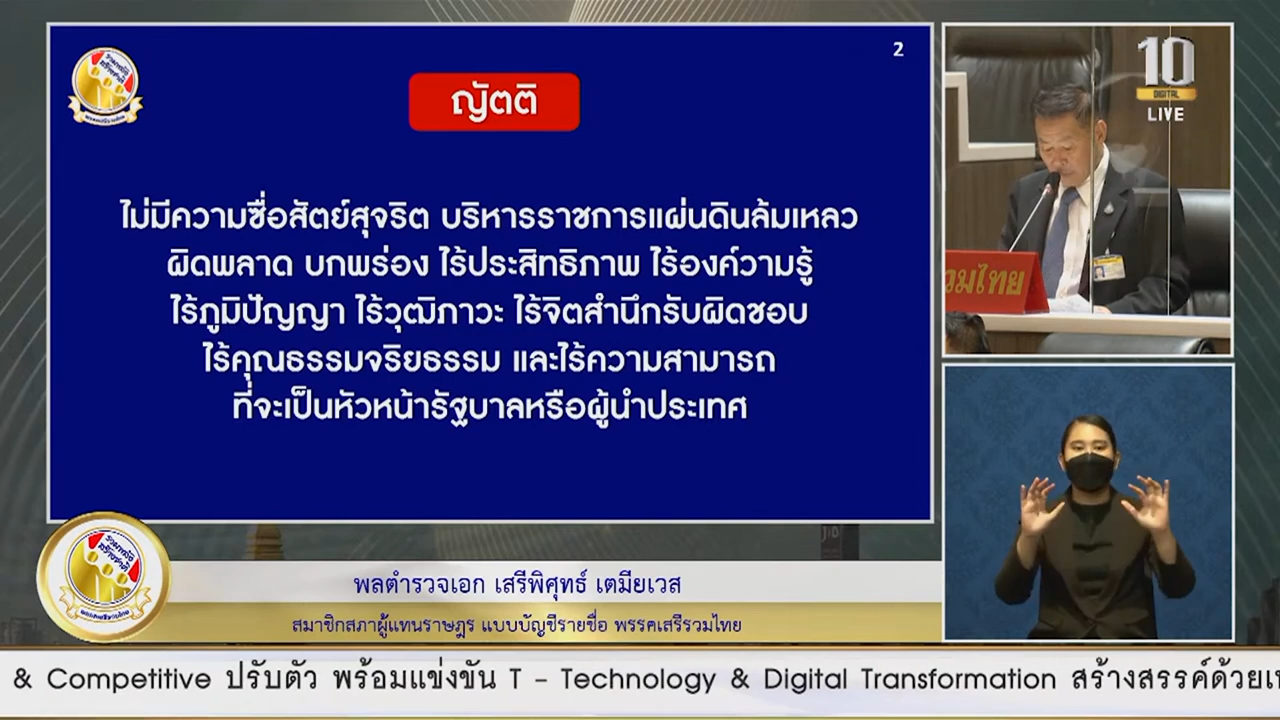 2
ญัตติ
ไม่มีความซื่อสัตย์สุจริต บริหารราชการแผ่นดินล้มเหลว
ผิดพลาด บกพร่อง ไร้ประสิทธิภาพ ไร้องค์วามรู้
ไร้ภูมิปัญญา ไร้วุฒิภาวะ ไร้จิตสำนึกรับผิดชอบ
ไร้คุณธรรมจริยธรรม และไร้ความสามารถ
ที่จะเป็นหัวหน้ารัฐบาลหรือผู้นำประเทศ
10
DIGITAL
LIVE
วมไทย
พลตำรวจเอก เสรีพิศุทธ์ เตมียเวส
สมาชิกสภาผู้แทนราษฎร แบบบัญชีรายชื่อ พรรคเสรีรวมไทย
& Competitive ปรับตัว พร้อมแข่งขัน T - Technology & Digital Transformation สร้างสรรค์ด้วยเท